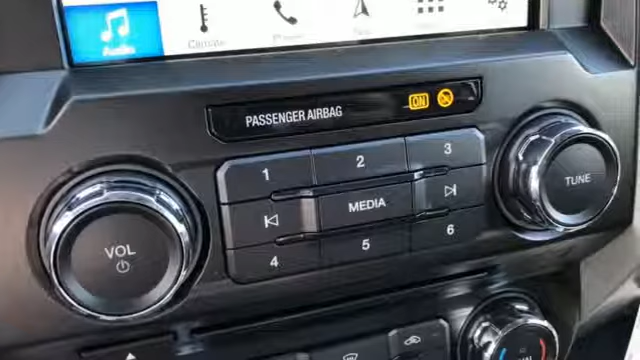 Audio
Climate
Phone
PASSENGER AIRBAG ON
1 2 3
VOL
MEDIA
TUNE
4 5 6